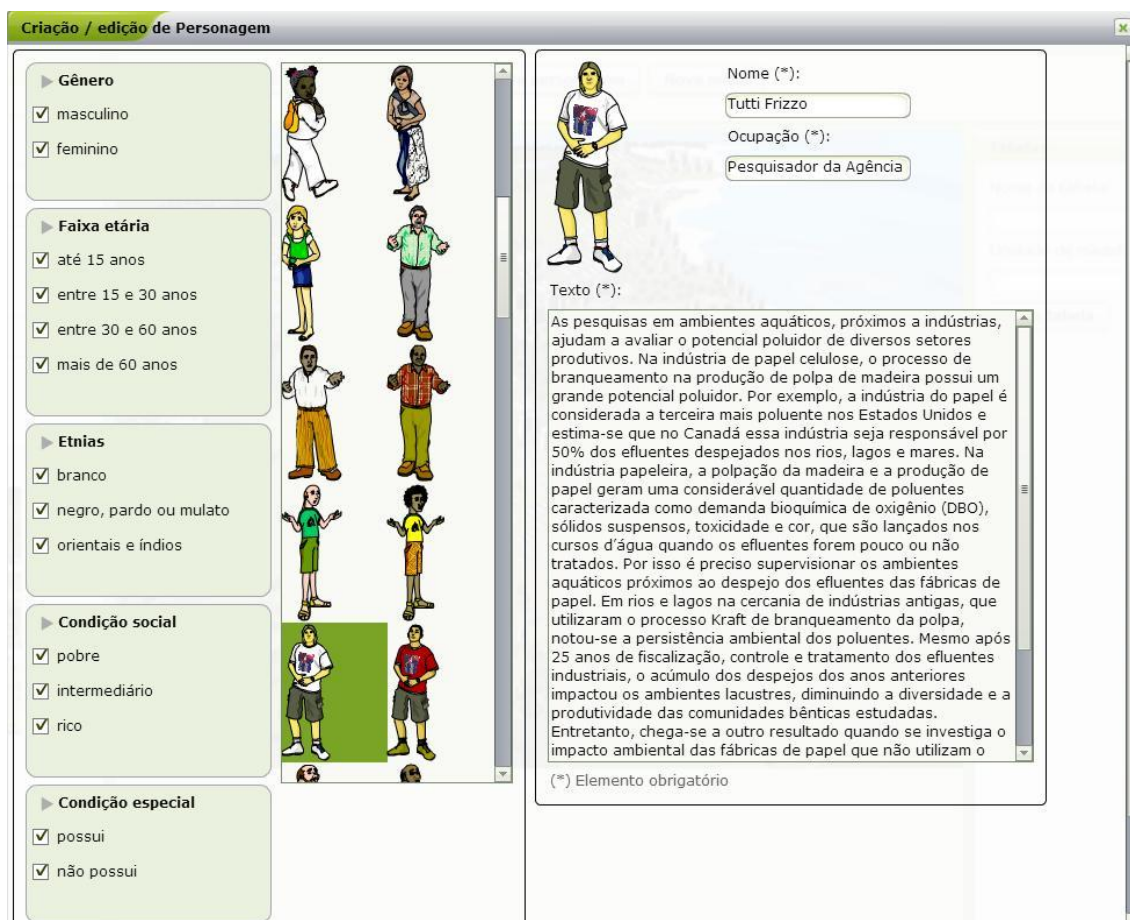 Criação / edição de Personagem
Gênero
masculino
feminino
Faixa etária
até 15 anos
entre 15 e 30 anos
entre 30 e 60 anos
mais de 60 anos
Etnias
branco
negro, pardo ou mulato
orientais e índios
Condição social
pobre
intermediário
rico
Condição especial
possui
não possui
Nome (*):
Tutti Frizzo
Ocupação (*):
Pesquisador da Agência
Texto (*):
As pesquisas em ambientes aquáticos, próximos a indústrias,
ajudam a avaliar o potencial poluidor de diversos setores
produtivos. Na indústria de papel celulose, o processo de
branqueamento na produção de polpa de madeira possui um
grande potencial poluidor. Por exemplo, a indústria do papel é
considerada a terceira mais poluente nos Estados Unidos e
estima-se que no Canadá essa indústria seja responsável por
50% dos efluentes despejados nos rios, lagos e mares. Na
indústria papeleira, a polpação da madeira e a produção de
papel geram uma considerável quantidade de poluentes
caracterizada como demanda bioquímica de oxigênio (DBO),
sólidos suspensos, toxicidade e cor, que são lançados nos
cursos d'água quando os efluentes forem pouco ou não
tratados. Por isso é preciso supervisionar os ambientes
aquáticos próximos ao despejo dos efluentes das fábricas de
papel. Em rios e lagos na cercania de indústrias antigas, que
utilizaram o processo Kraft de branqueamento da polpa,
notou-se a persistência ambiental dos poluentes. Mesmo após
25 anos de fiscalização, controle e tratamento dos efluentes
industriais, o acúmulo dos despejos dos anos anteriores
impactou os ambientes lacustres, diminuindo a diversidade e a
produtividade das comunidades bênticas estudadas.
Entretanto, chega-se a outro resultado quando se investiga o
impacto ambiental das fábricas de papel que não utilizam o
(*) Elemento obrigatório